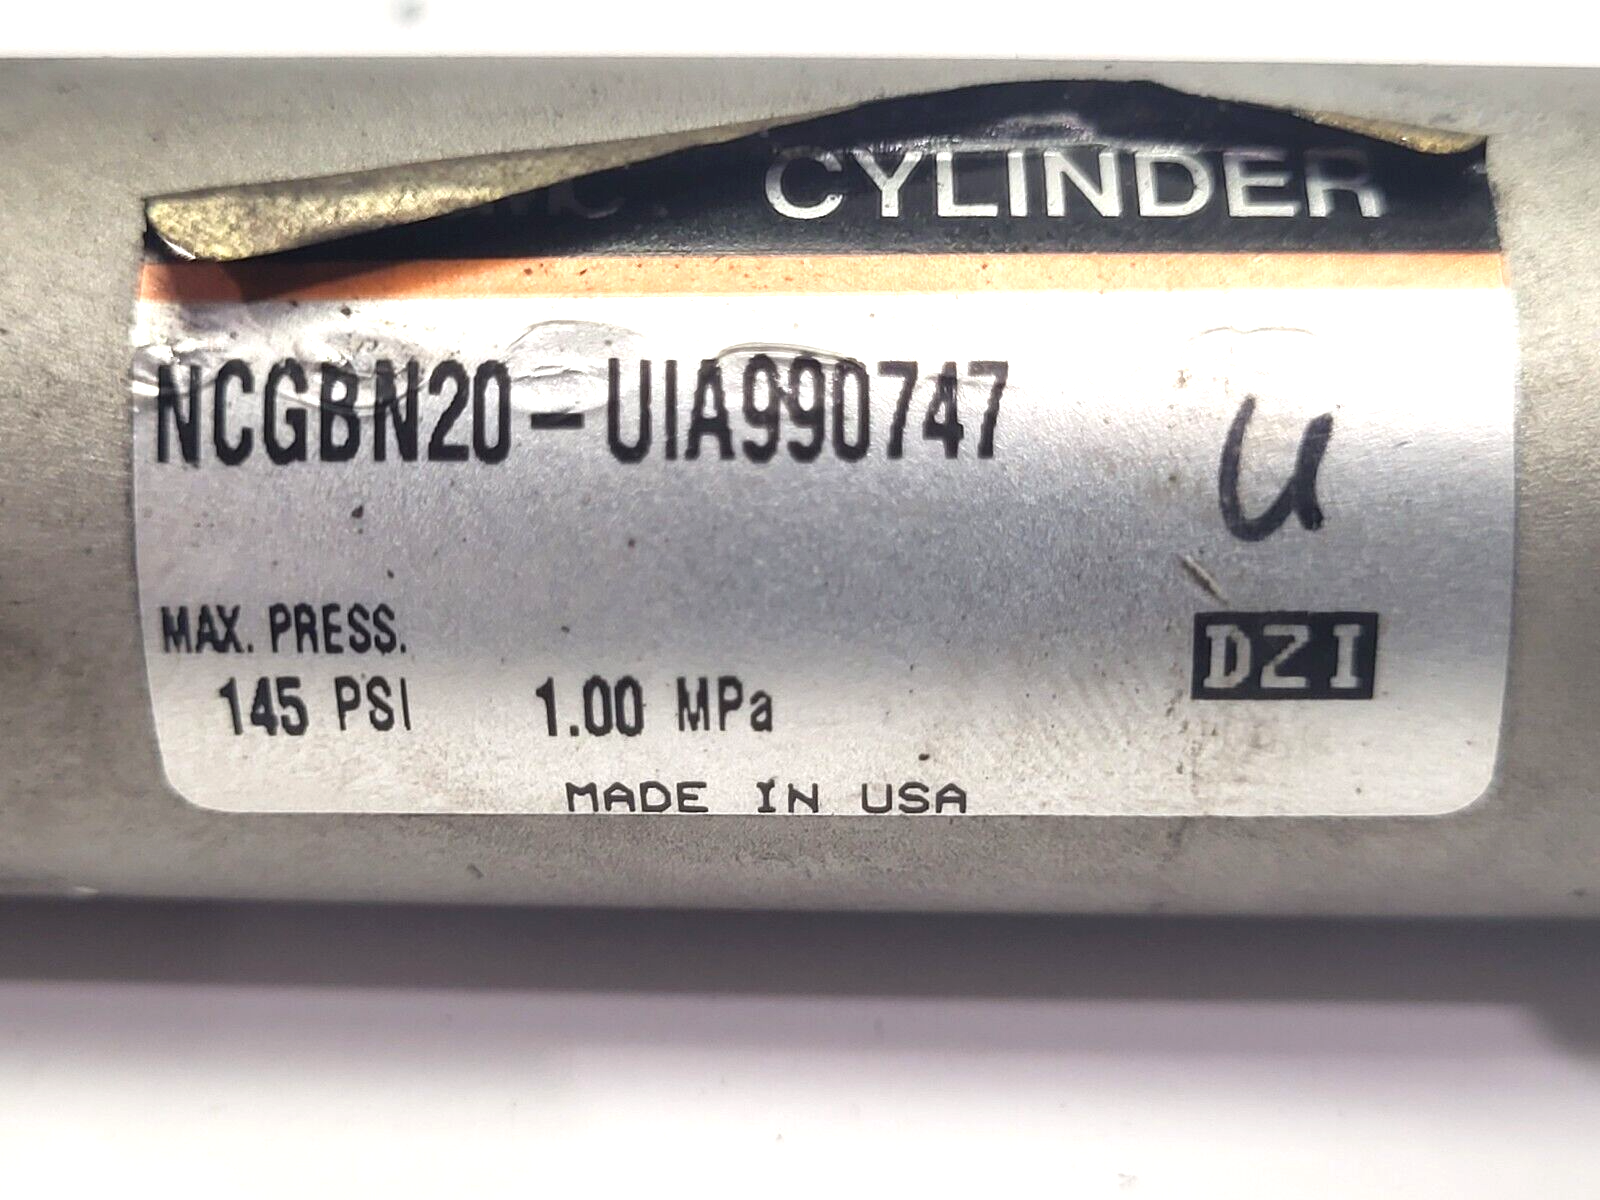 CYLINDER
NCGBN20-UIA990747
U
MAX. PRESS.
145 PSI 1.00 MPa
DZI
MADE IN USA